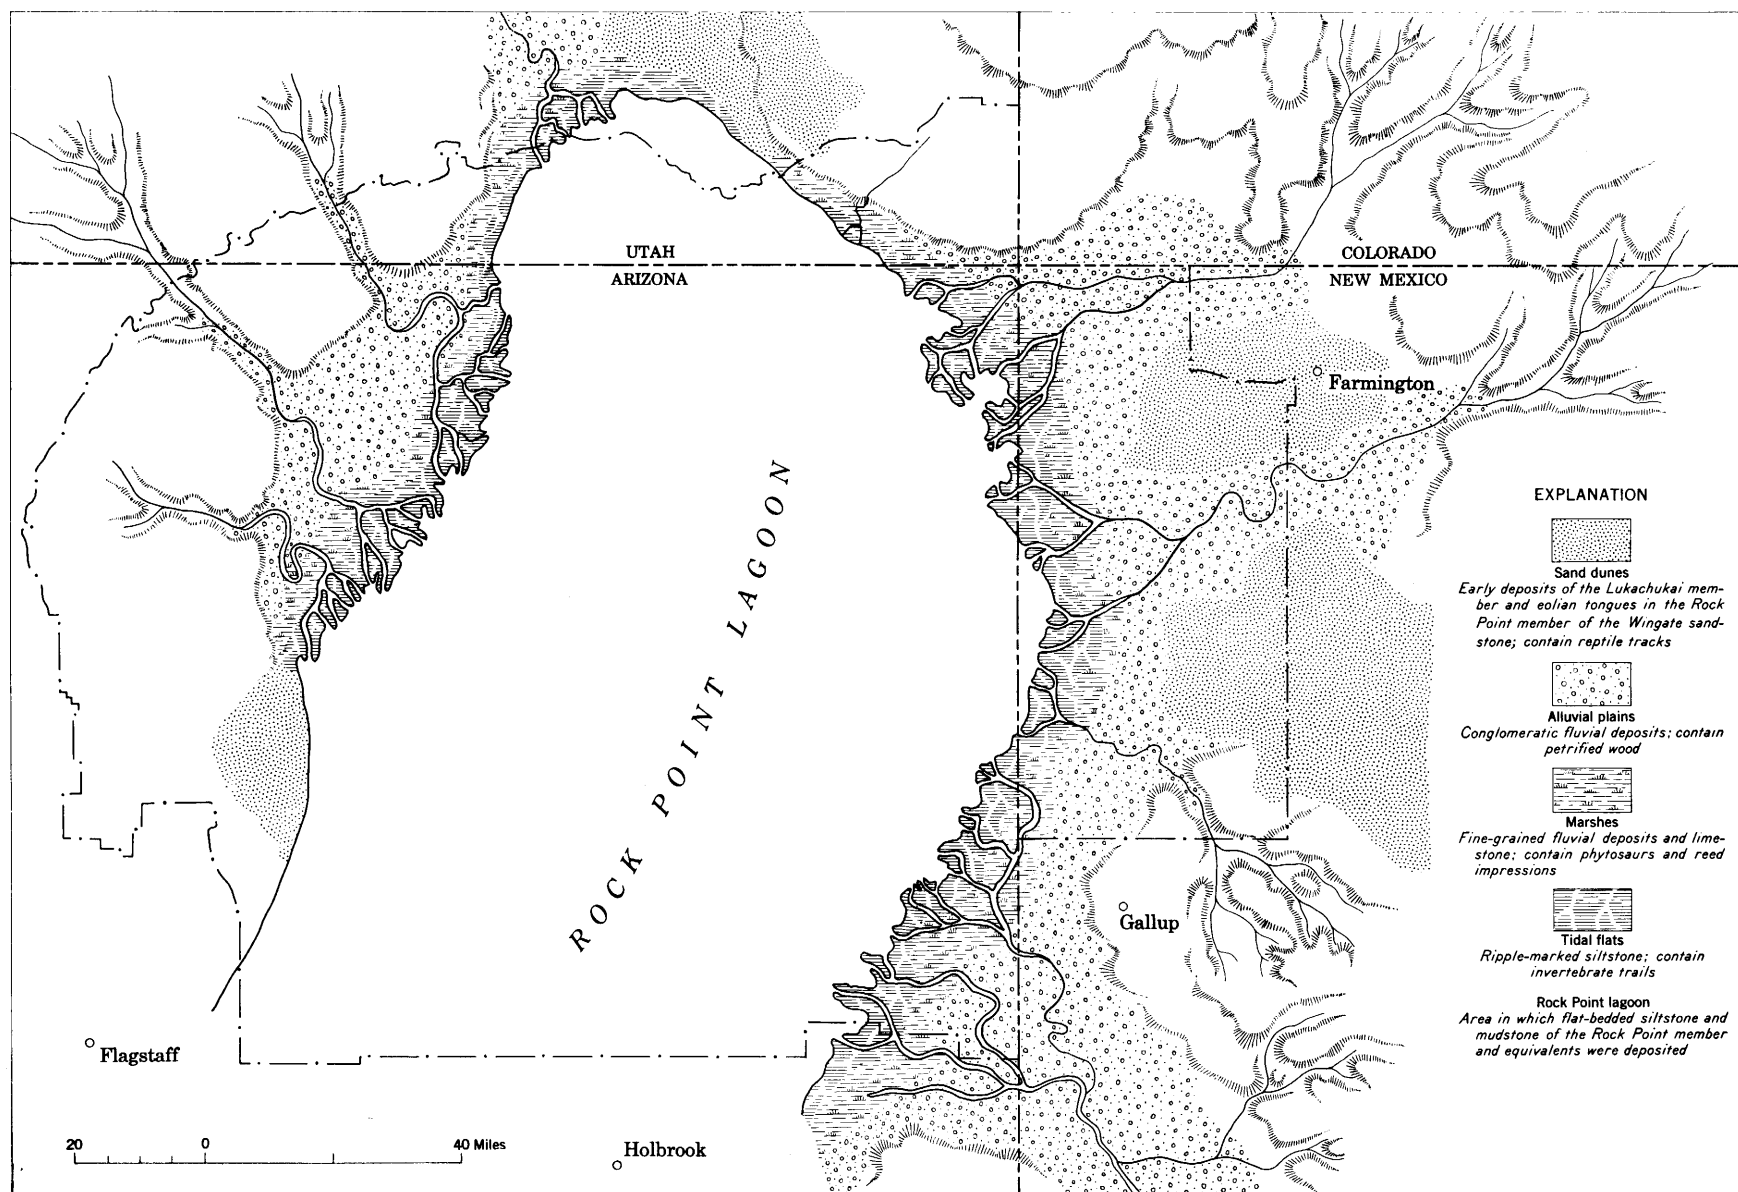 UTAH
ARIZONA
COLORADO
NEW MEXICO
Farmington
ROCK POINT LAGOON
Gallup
Flagstaff
Holbrook
20 0 40 Miles
EXPLANATION
Sand dunes
Early deposits of the Lukachukai mem-
ber and eolian tongues in the Rock
Point member of the Wingate sand-
stone; contain reptile tracks
Alluvial plains
Conglomeratic fluvial deposits; contain
petrified wood
Marshes
Fine-grained fluvial deposits and lime-
stone; contain phytosaurs and reed
impressions
Tidal flats
Ripple-marked siltstone; contain
invertebrate trails
Rock Point lagoon
Area in which flat-bedded siltstone and
mudstone of the Rock Point member
and equivalents were deposited